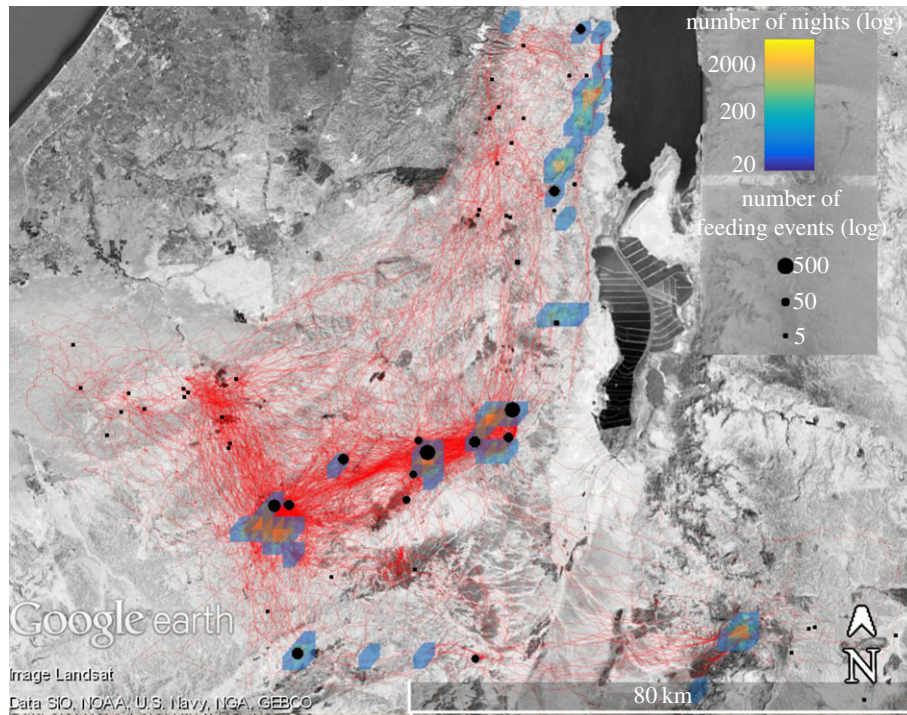 number of nights (log)
2000
200
20
number of
feeding events (log)
500
50
5
Google earth
Image Landsat
Data SIO, NOAA, U.S. Navy, NGA, GEBCO
80 km
N